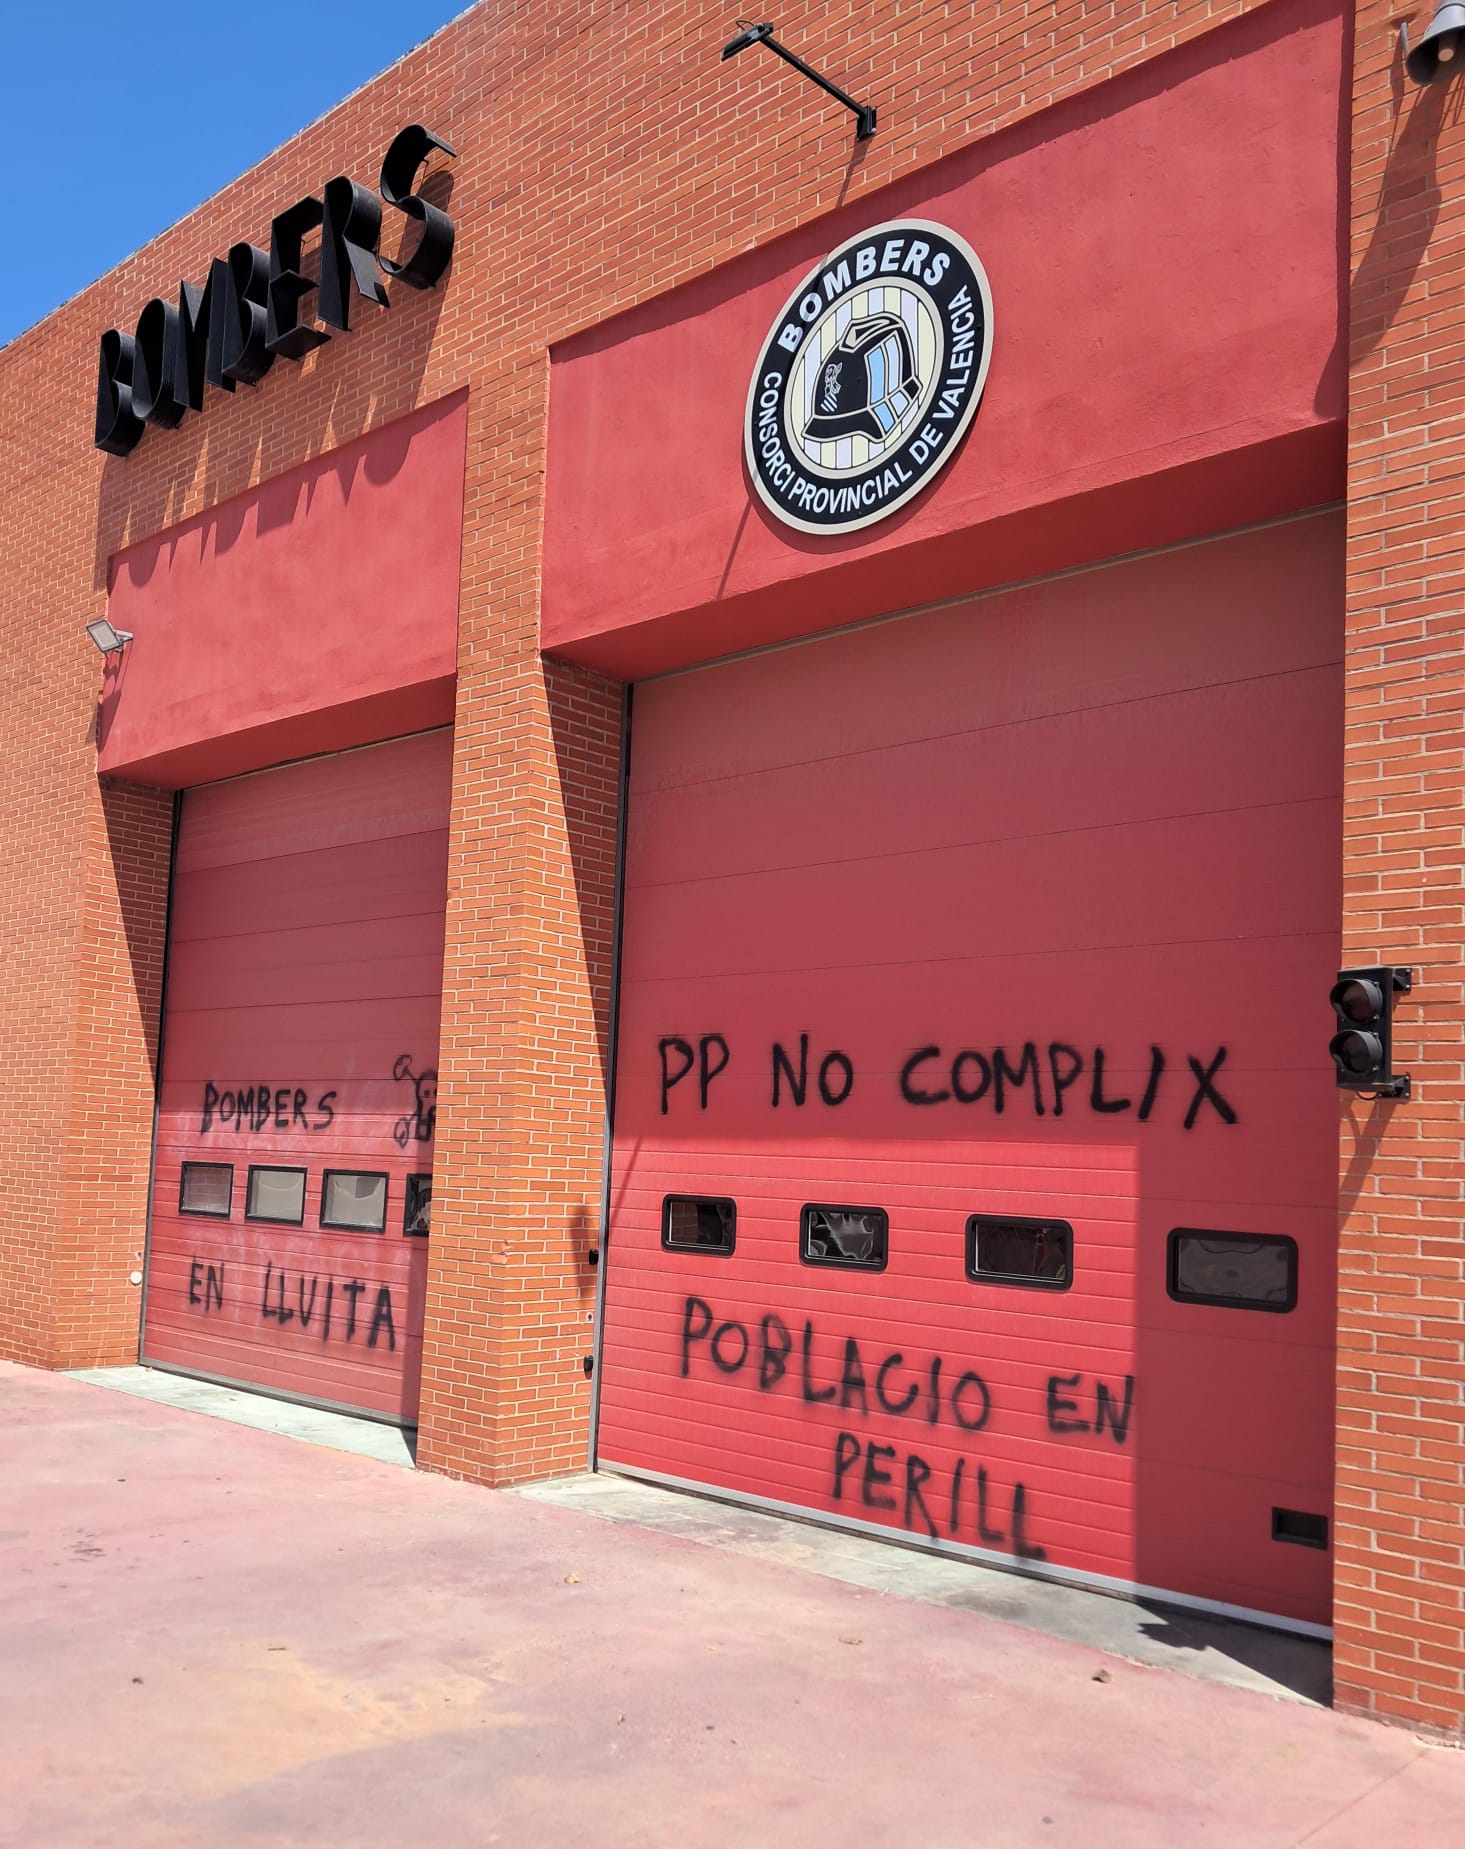 BOMBERS
BOMBERS
CONSORCI PROVINCIAL DE VALENCIA
BOMBERS
EN LLUITA
PP NO COMPLIX
POBLACIO EN
PERILL